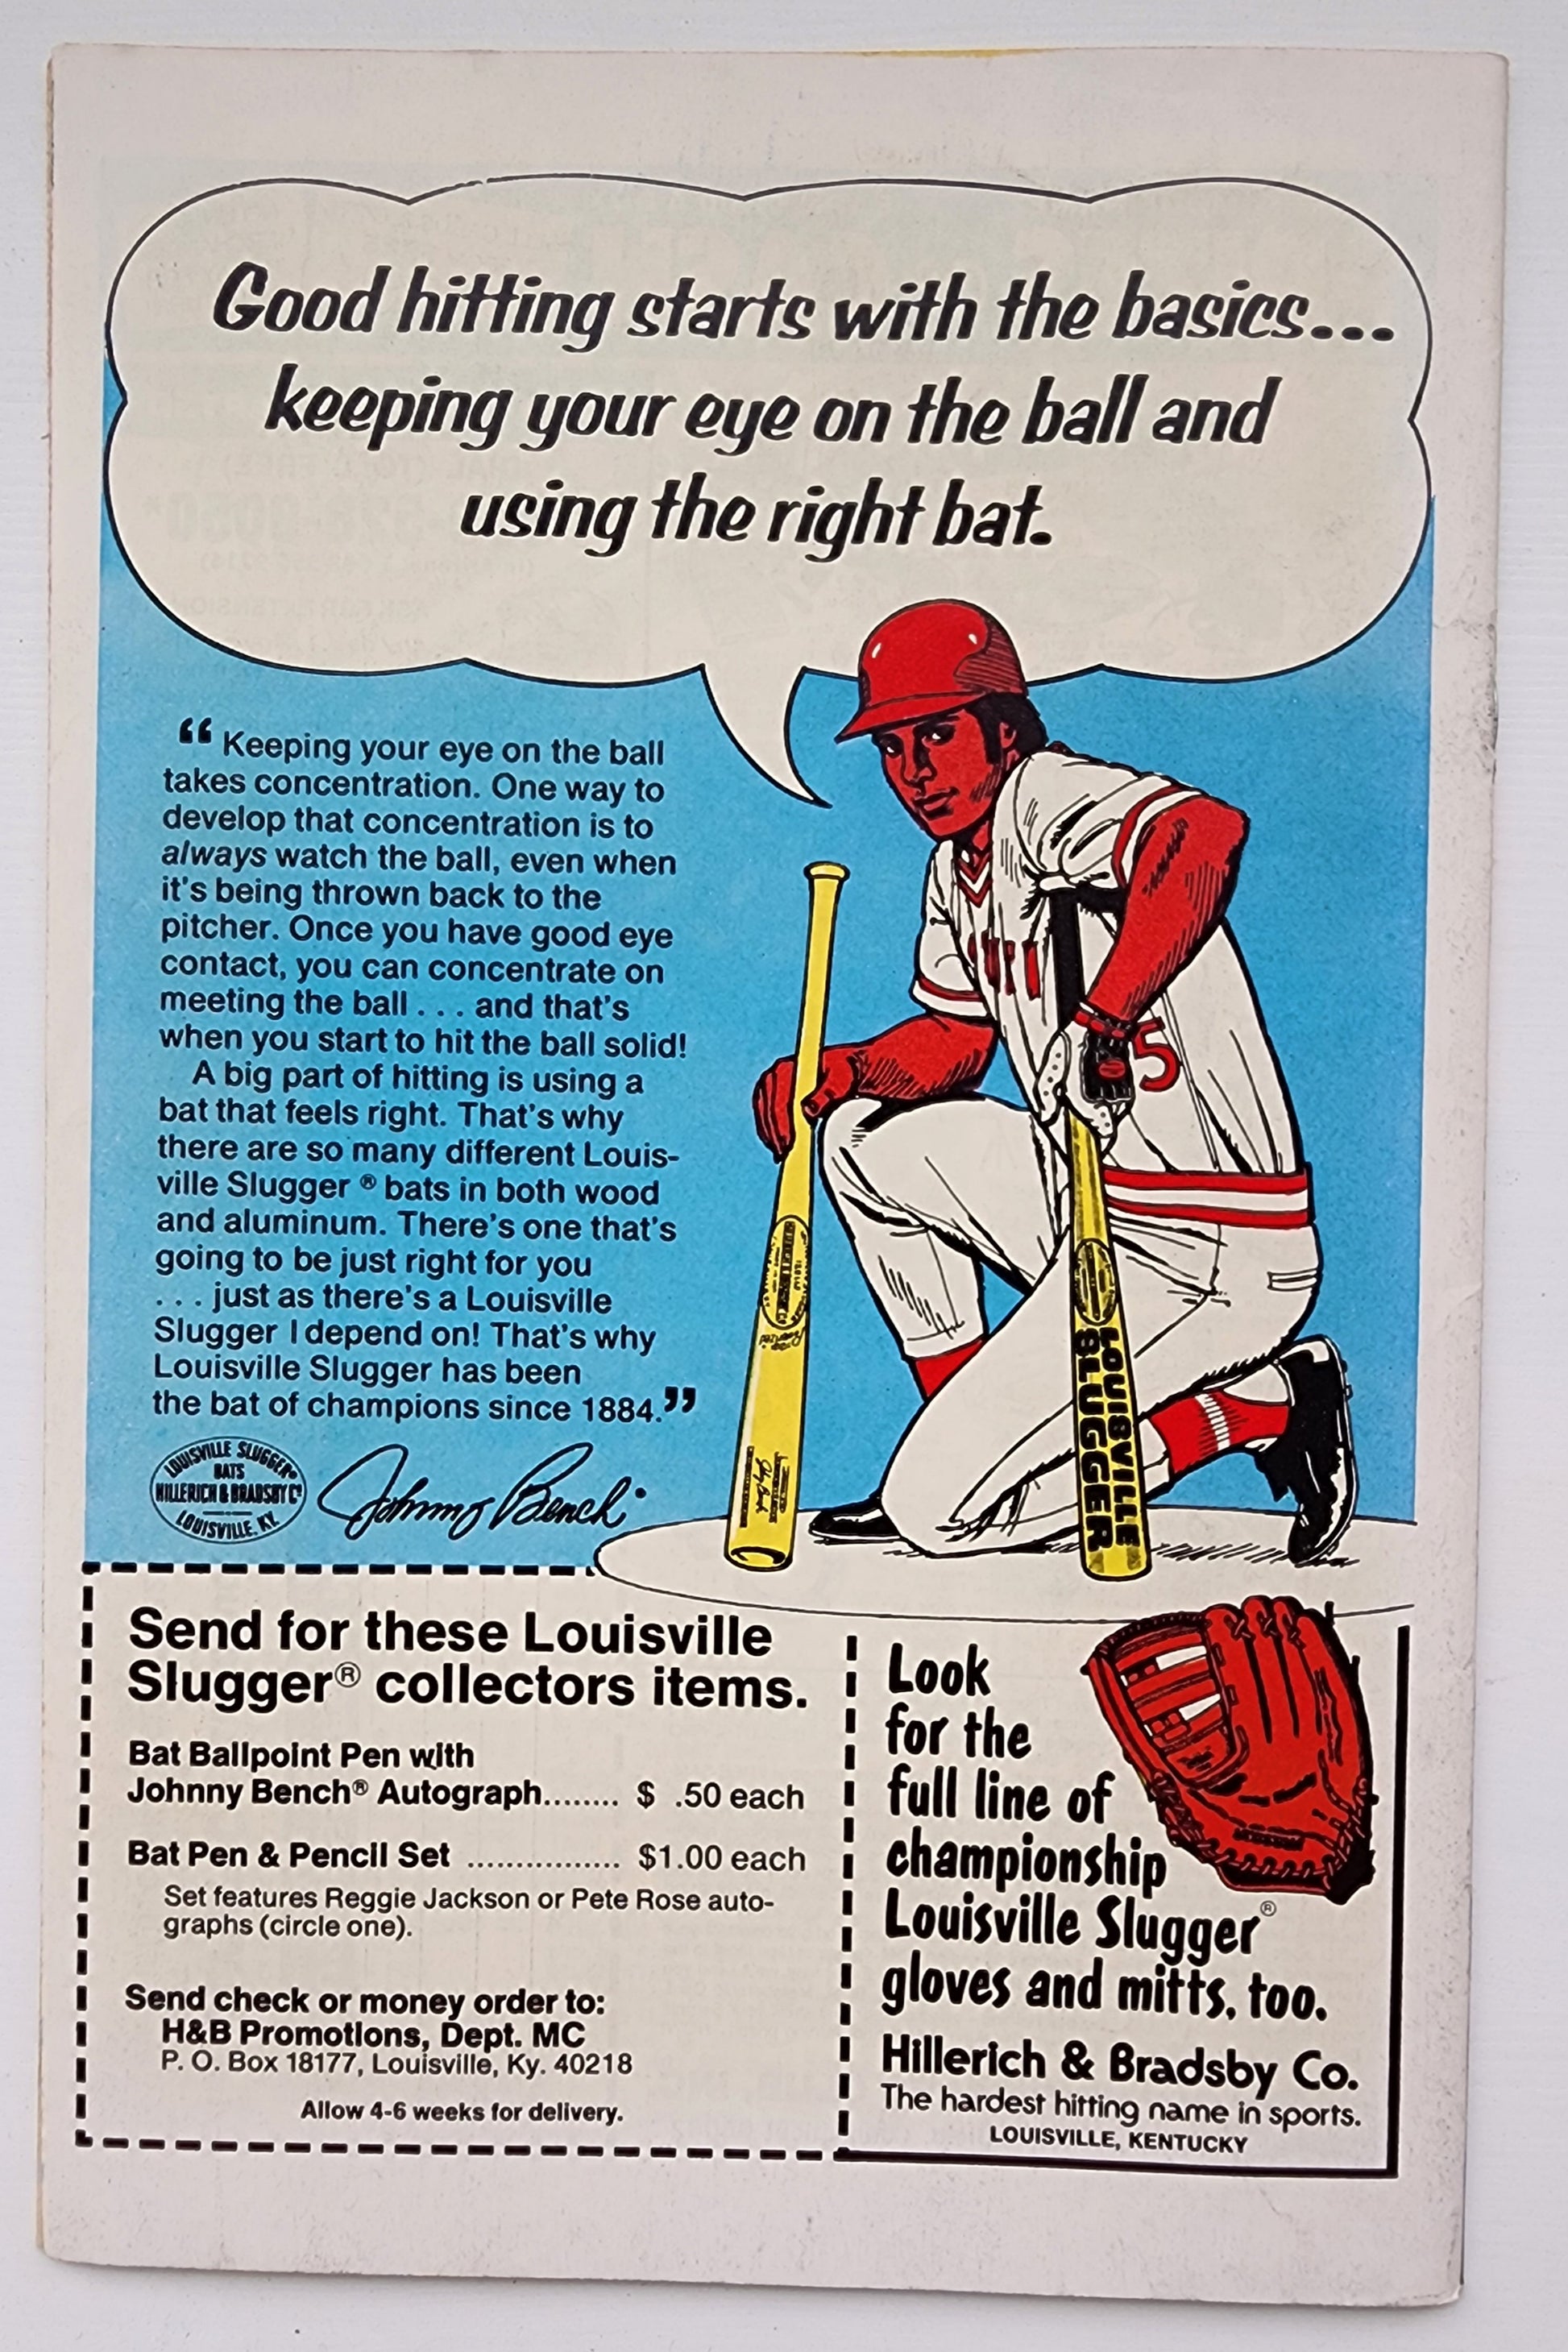 Good hitting starts with the basics...
keeping your eye on the ball and
using the right bat.
“ Keeping your eye on the ball
takes concentration. One way to
develop that concentration is to
always watch the ball, even when
it's being thrown back to the
pitcher. Once you have good eye
contact, you can concentrate on
meeting the ball . . . and that's
when you start to hit the ball solid!
A big part of hitting is using a
bat that feels right. That's why
there are so many different Louis-
ville Slugger ® bats in both wood
and aluminum. There's one that's
going to be just right for you
. . . just as there's a Louisville
Slugger I depend on! That's why
Louisville Slugger has been
the bat of champions since 1884.”
LOUISVILLE SLUGGER®
BATS
HILLERICH & BRADSBY Co
LOUISVILLE, KY.
Johnny Bench
5
LOUISVILLE
SLUGGER
Send for these Louisville
Slugger® collectors items.
Bat Ballpoint Pen with
Johnny Bench® Autograph........ $ .50 each
Bat Pen & Pencil Set ................ $1.00 each
Set features Reggie Jackson or Pete Rose auto-
graphs (circle one).
Send check or money order to:
H&B Promotions, Dept. MC
P. O. Box 18177, Louisville, Ky. 40218
Allow 4-6 weeks for delivery.
Look
for the
full line of
championship
Louisville Slugger®
gloves and mitts, too.
Hillerich & Bradsby Co.
The hardest hitting name in sports.
LOUISVILLE, KENTUCKY